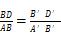 BD/AB = B' D'/A' B'